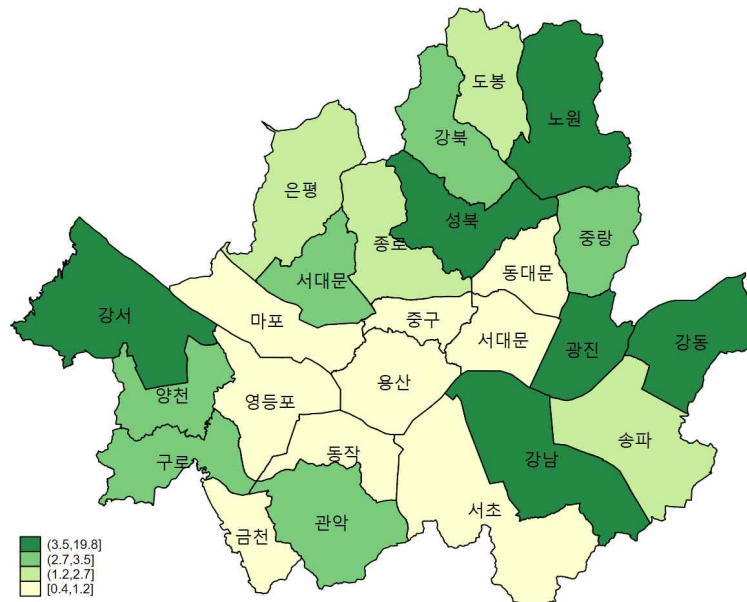 도봉
노원
강북
은평
성북
중랑
종로
서대문
동대문
강서
마포
중구
서대문
광진
강동
양천
영등포
용산
송파
구로
동작
강남
서초
금천
관악
(3.5,19.8]
(2.7,3.5]
(1.2,2.7]
[0.4,1.2]